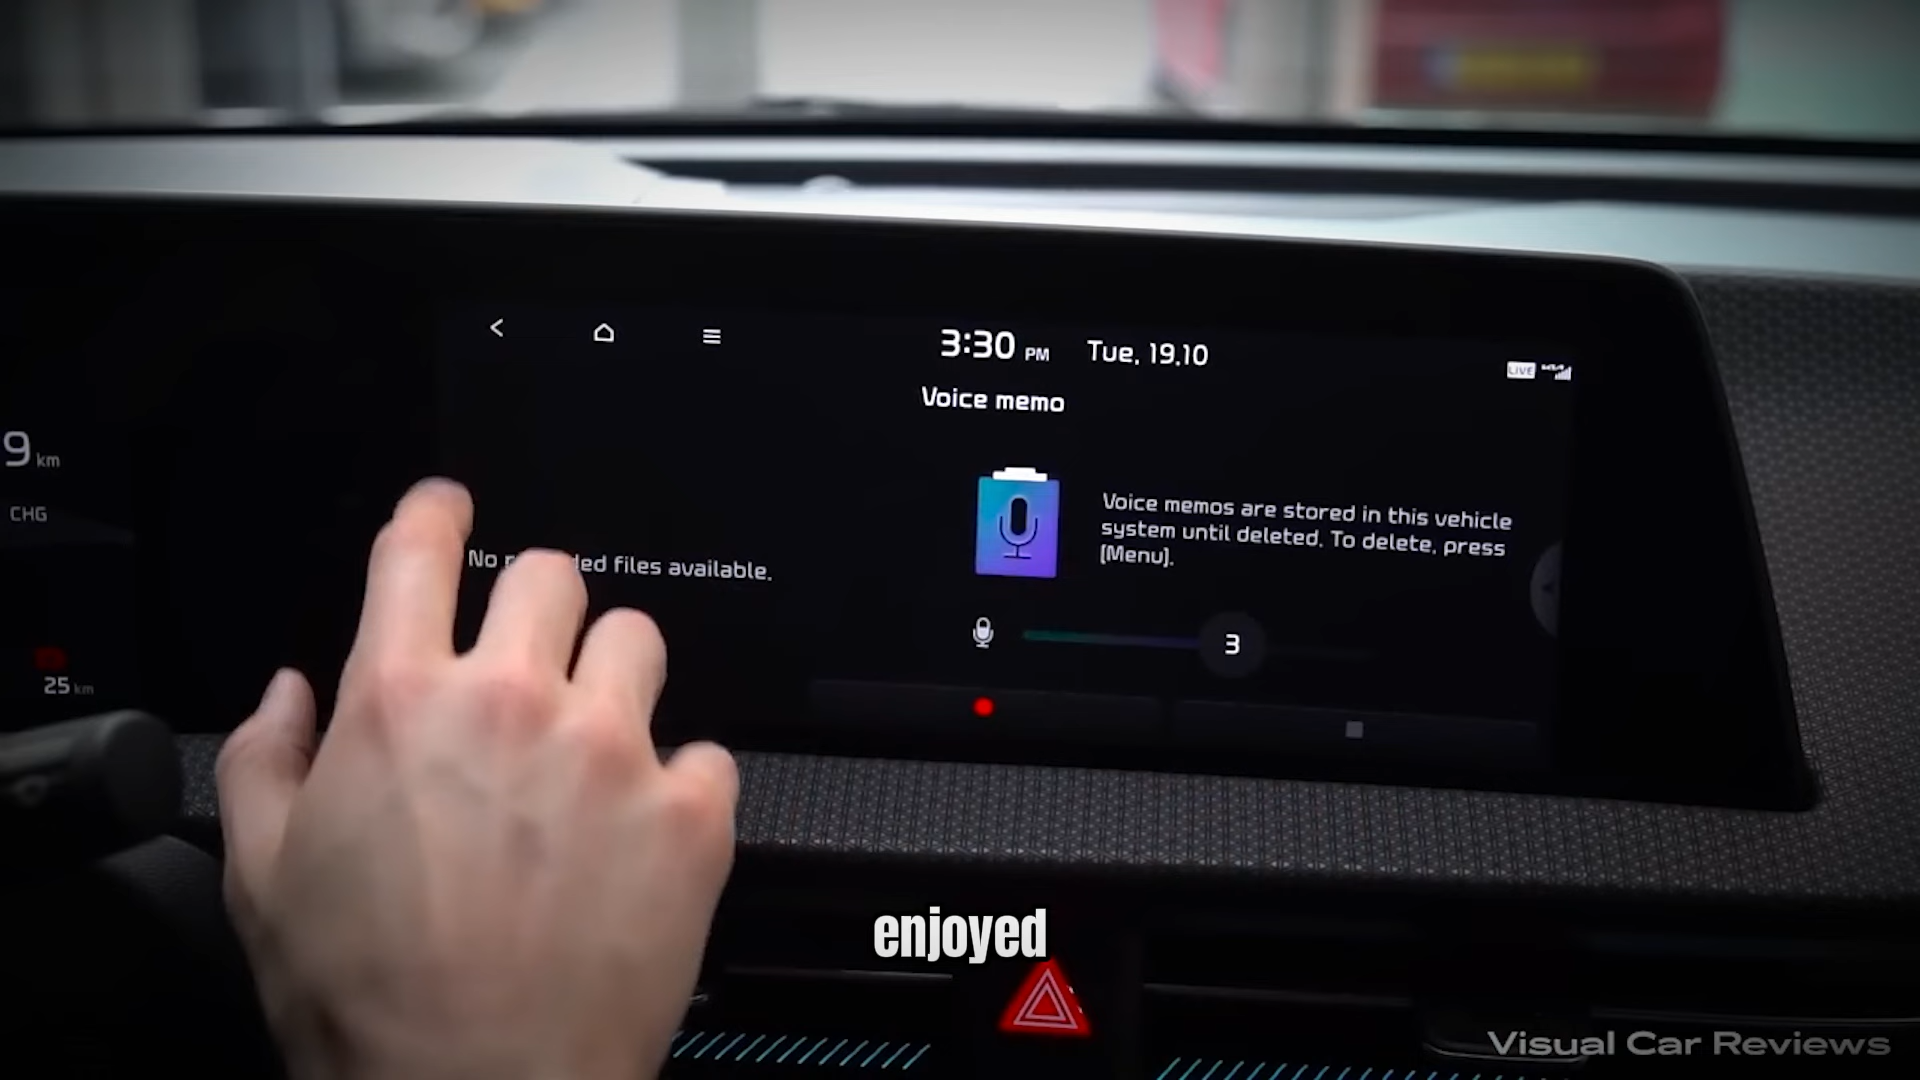 3:30 PM Tue. 19.10
LIVE
Voice memo
9 km
CHG
Voice memos are stored in this vehicle
system until deleted. To delete, press
[Menu].
No ded files available.
3
25 km
enjoyed
Visual Car Reviews